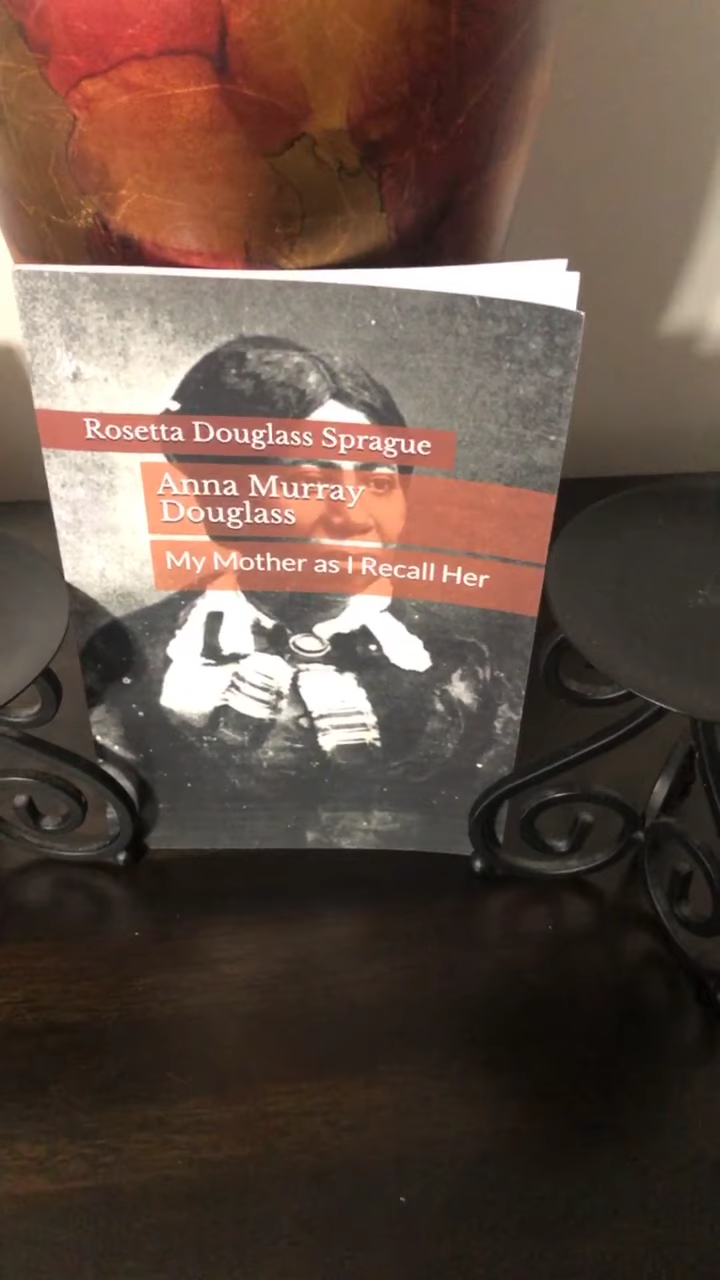 Rosetta Douglass Sprague
Anna Murray
Douglass
My Mother as I Recall Her